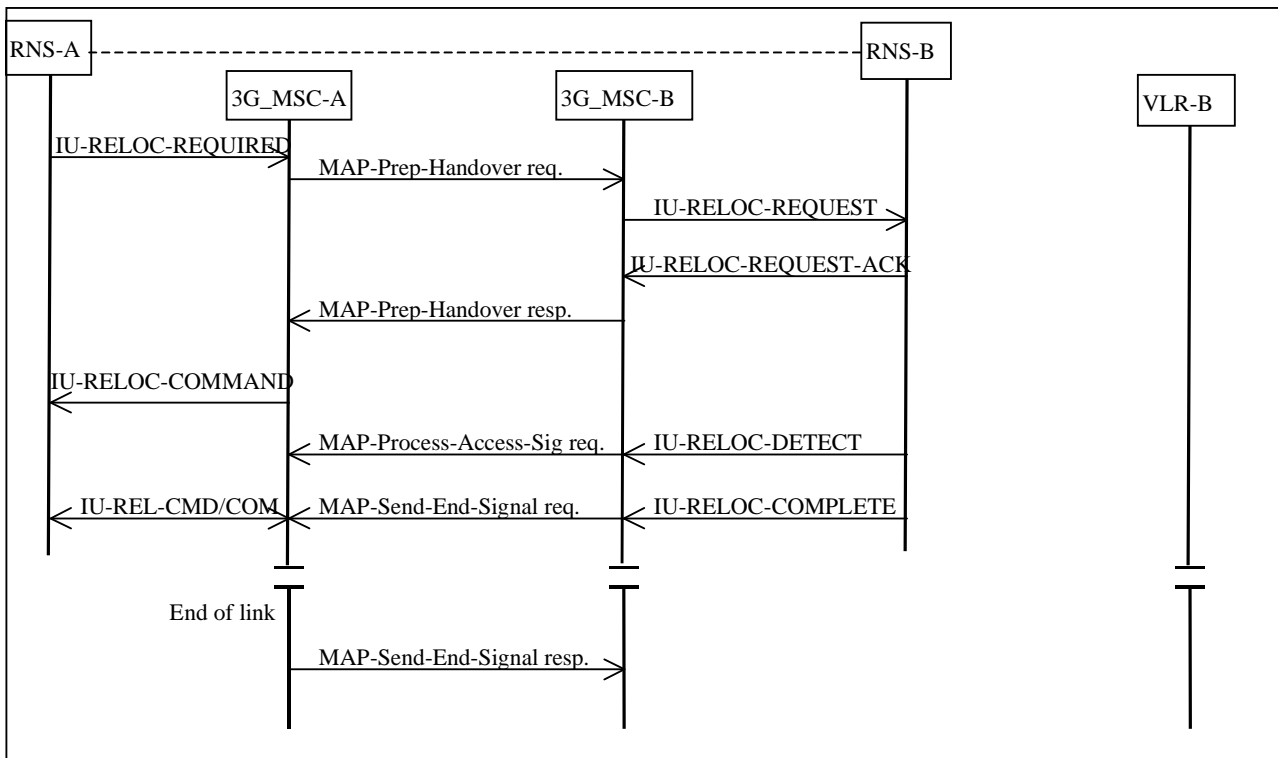 RNS-A
RNS-B
3G_MSC-A
3G_MSC-B
VLR-B
IU-RELOC-REQUIRED
MAP-Prep-Handover req.
IU-RELOC-REQUEST
IU-RELOC-REQUEST-ACK
MAP-Prep-Handover resp.
IU-RELOC-COMMAND
MAP-Process-Access-Sig req.
IU-RELOC-DETECT
IU-REL-CMD/COM
MAP-Send-End-Signal req.
IU-RELOC-COMPLETE
End of link
MAP-Send-End-Signal resp.